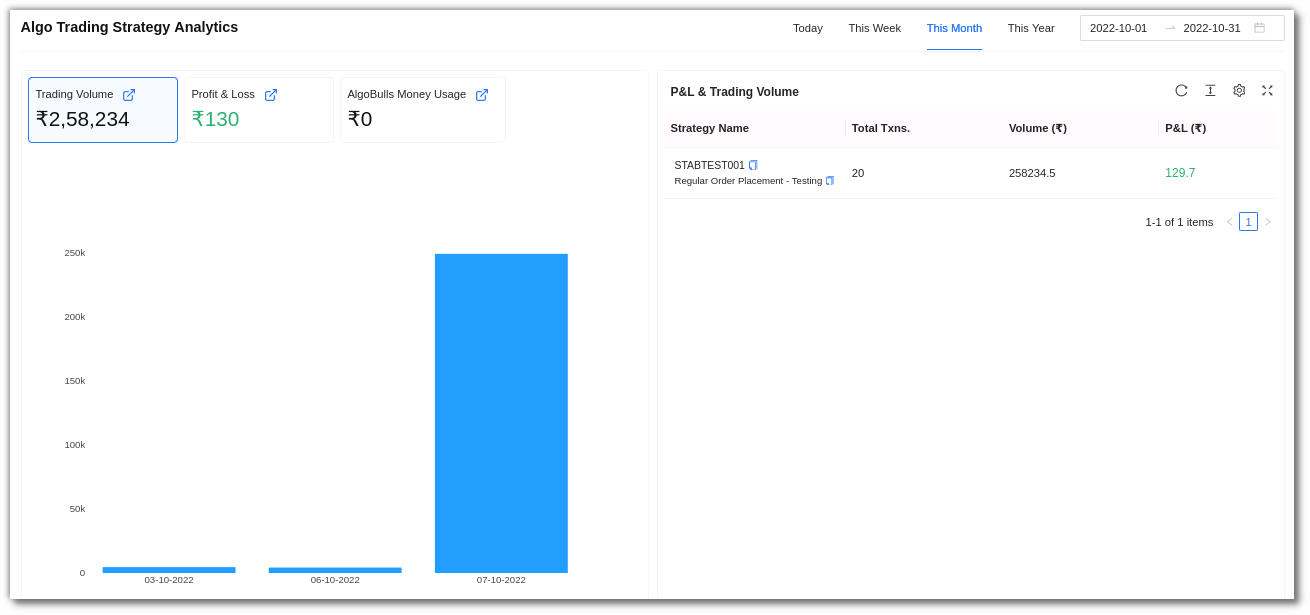 Algo Trading Strategy Analytics
Today This Week This Month This Year 2022-10-01 → 2022-10-31
Trading Volume
₹2,58,234
Profit & Loss
₹130
AlgoBulls Money Usage
₹0
250k
200k
150k
100k
50k
0
03-10-2022 06-10-2022 07-10-2022
P&L & Trading Volume
Strategy Name Total Txns. Volume (₹) P&L (₹)
STABTEST001
Regular Order Placement - Testing
20 258234.5 129.7
1-1 of 1 items < 1 >